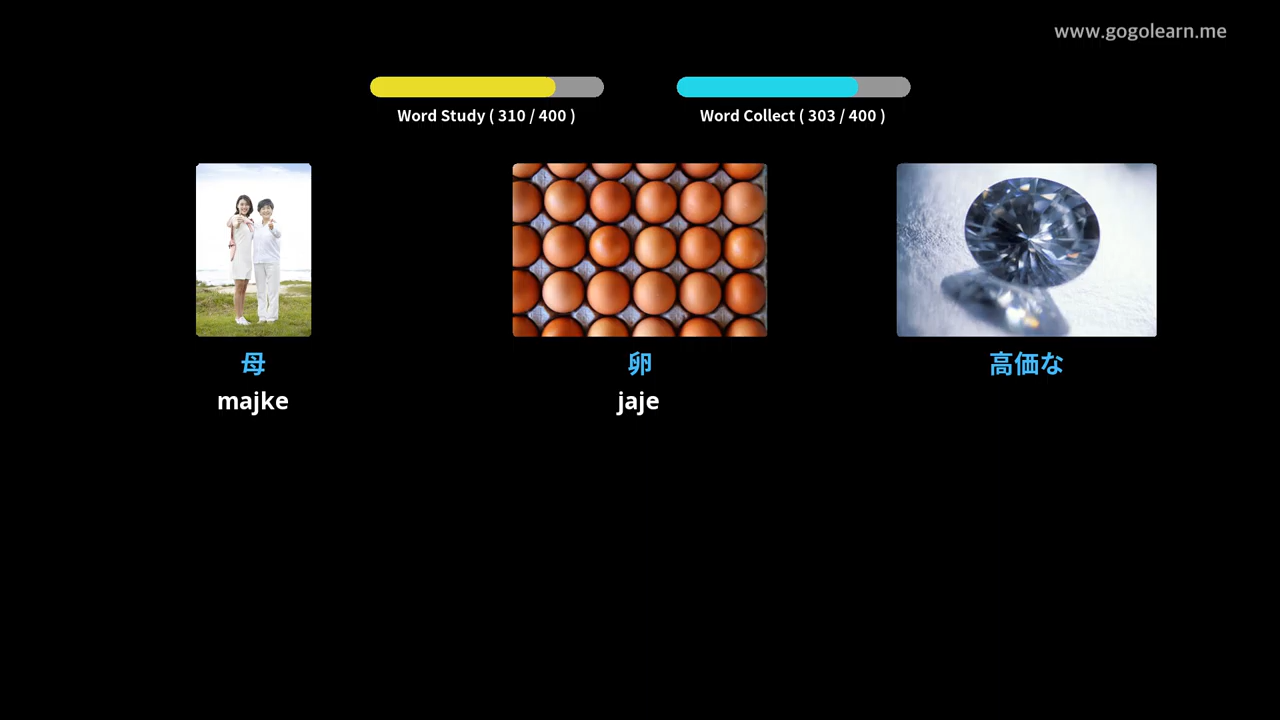 www.gogolearn.me
Word Study ( 310 / 400 )
Word Collect ( 303 / 400 )
母
majke
卵
jaje
高価な